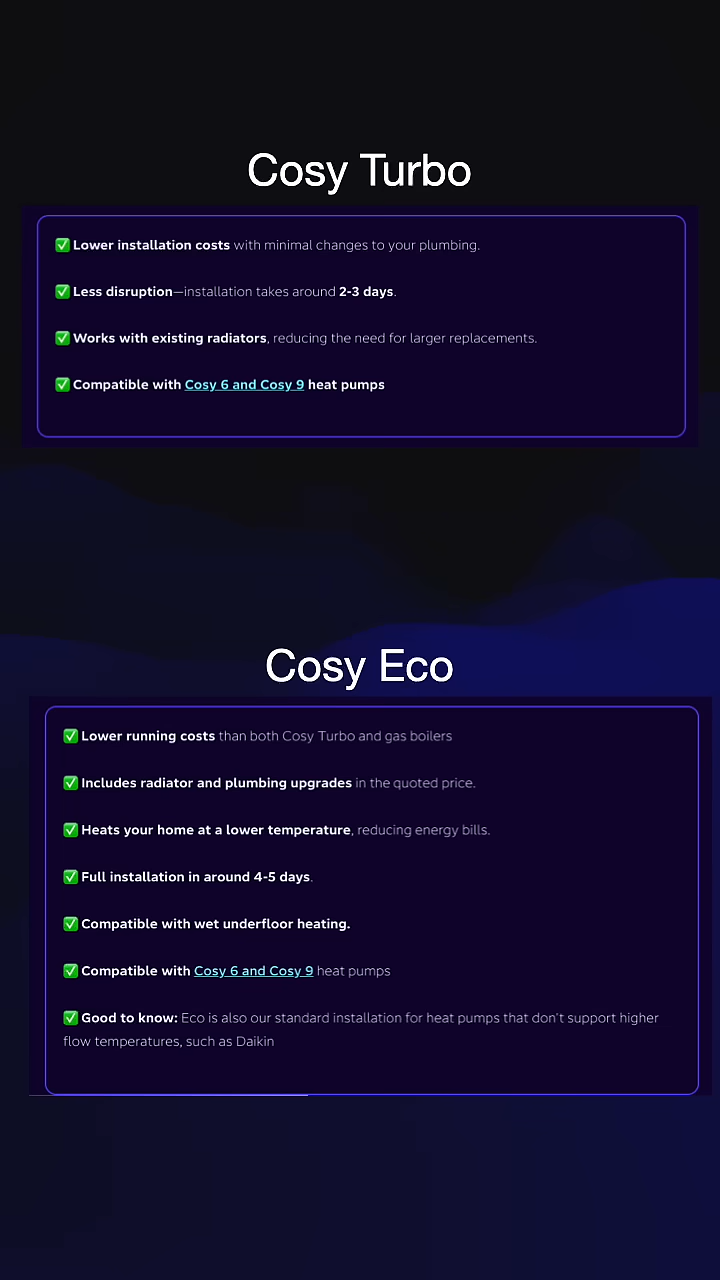 Cosy Turbo
✅ Lower installation costs with minimal changes to your plumbing.
✅ Less disruption—installation takes around 2-3 days.
✅ Works with existing radiators, reducing the need for larger replacements.
✅ Compatible with Cosy 6 and Cosy 9 heat pumps
Cosy Eco
✅ Lower running costs than both Cosy Turbo and gas boilers
✅ Includes radiator and plumbing upgrades in the quoted price.
✅ Heats your home at a lower temperature, reducing energy bills.
✅ Full installation in around 4-5 days.
✅ Compatible with wet underfloor heating.
✅ Compatible with Cosy 6 and Cosy 9 heat pumps
✅ Good to know: Eco is also our standard installation for heat pumps that don't support higher
flow temperatures, such as Daikin